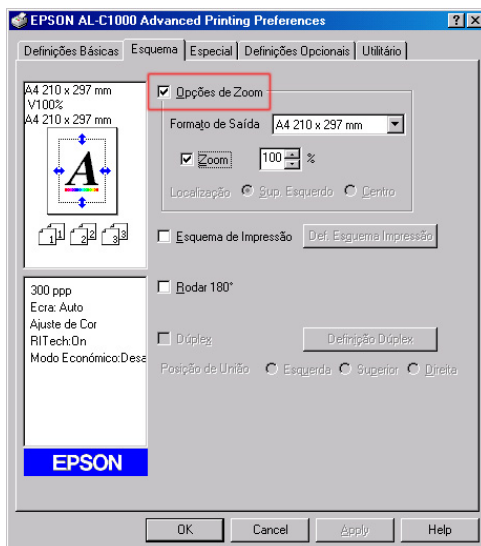 EPSON AL-C1000 Advanced Printing Preferences
Definições Básicas Esquema Especial Definições Opcionais Utilitário
A4 210 x 297 mm
V100%
A4 210 x 297 mm
A
1 1 2 2 3 3
Opções de Zoom
Formato de Saída A4 210 x 297 mm
Zoom 100 %
Localização Sup. Esquerdo Centro
Esquema de Impressão Def. Esquema Impressão
Rodar 180°
Dúplex Definição Dúplex
Posição de União Esquerda Superior Direita
300 ppp
Ecra: Auto
Ajuste de Cor
RITech:On
Modo Económico:Desa
EPSON
OK Cancel Apply Help